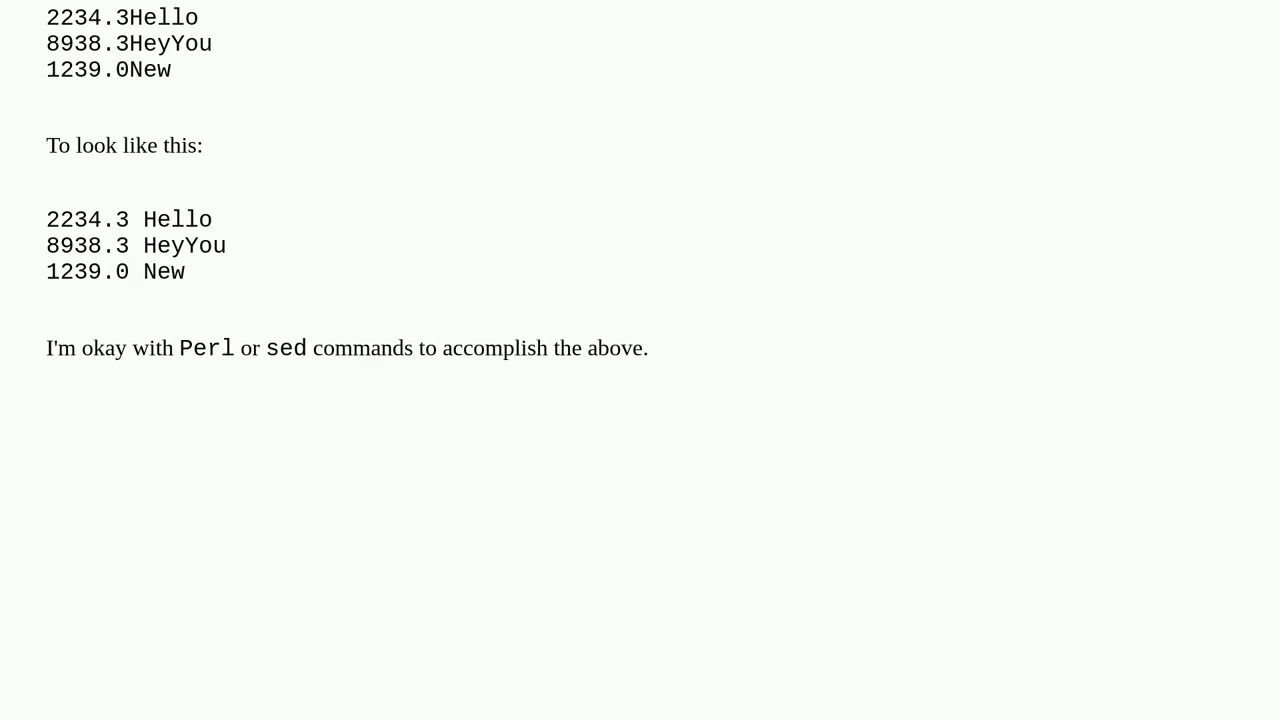 2234.3Hello
8938.3HeyYou
1239.0New
To look like this:
2234.3 Hello
8938.3 HeyYou
1239.0 New
I'm okay with Perl or sed commands to accomplish the above.